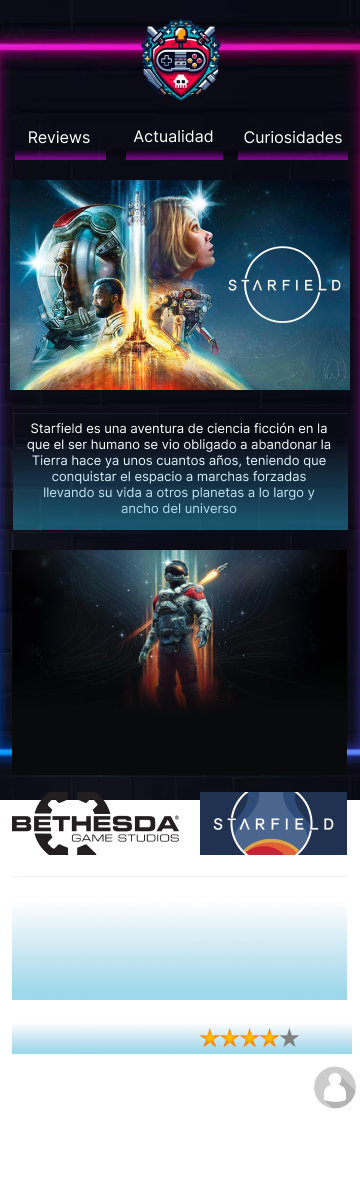 Reviews
Actualidad
Curiosidades
STARFIELD
Starfield es una aventura de ciencia ficción en la
que el ser humano se vio obligado a abandonar la
Tierra hace ya unos cuantos años, teniendo que
conquistar el espacio a marchas forzadas
llevando su vida a otros planetas a lo largo y
ancho del universo
BETHESDA®
GAME STUDIOS
STARFIELD